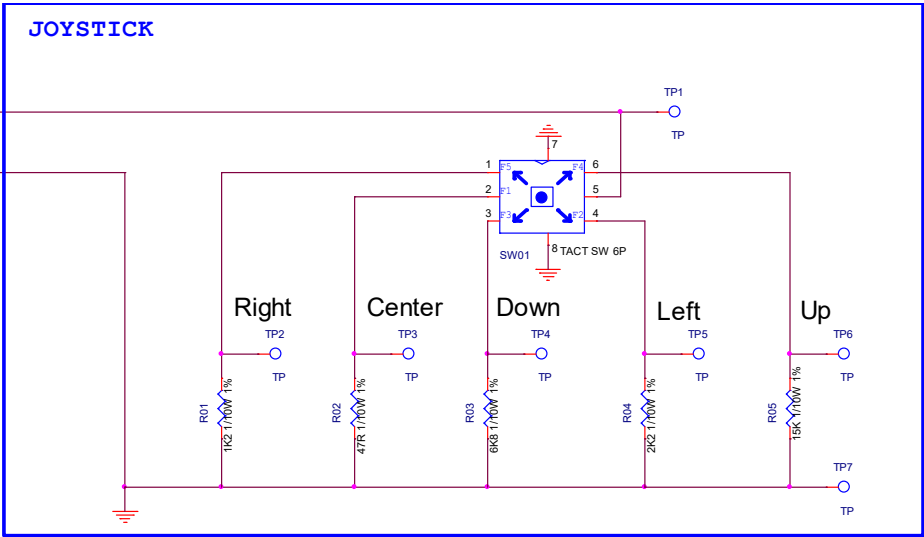 JOYSTICK
TP1
TP
7
1 F5 F4 6
2 F1 5
3 F3 F2 4
SW01
8 TACT SW 6P
Right
Center
Down
Left
Up
TP2
TP3
TP4
TP5
TP6
TP
TP
TP
TP
TP
R01
1K2 1/10W 1%
R02
47R 1/10W 1%
R03
6K8 1/10W 1%
R04
2K2 1/10W 1%
R05
15K 1/10W 1%
TP7
TP